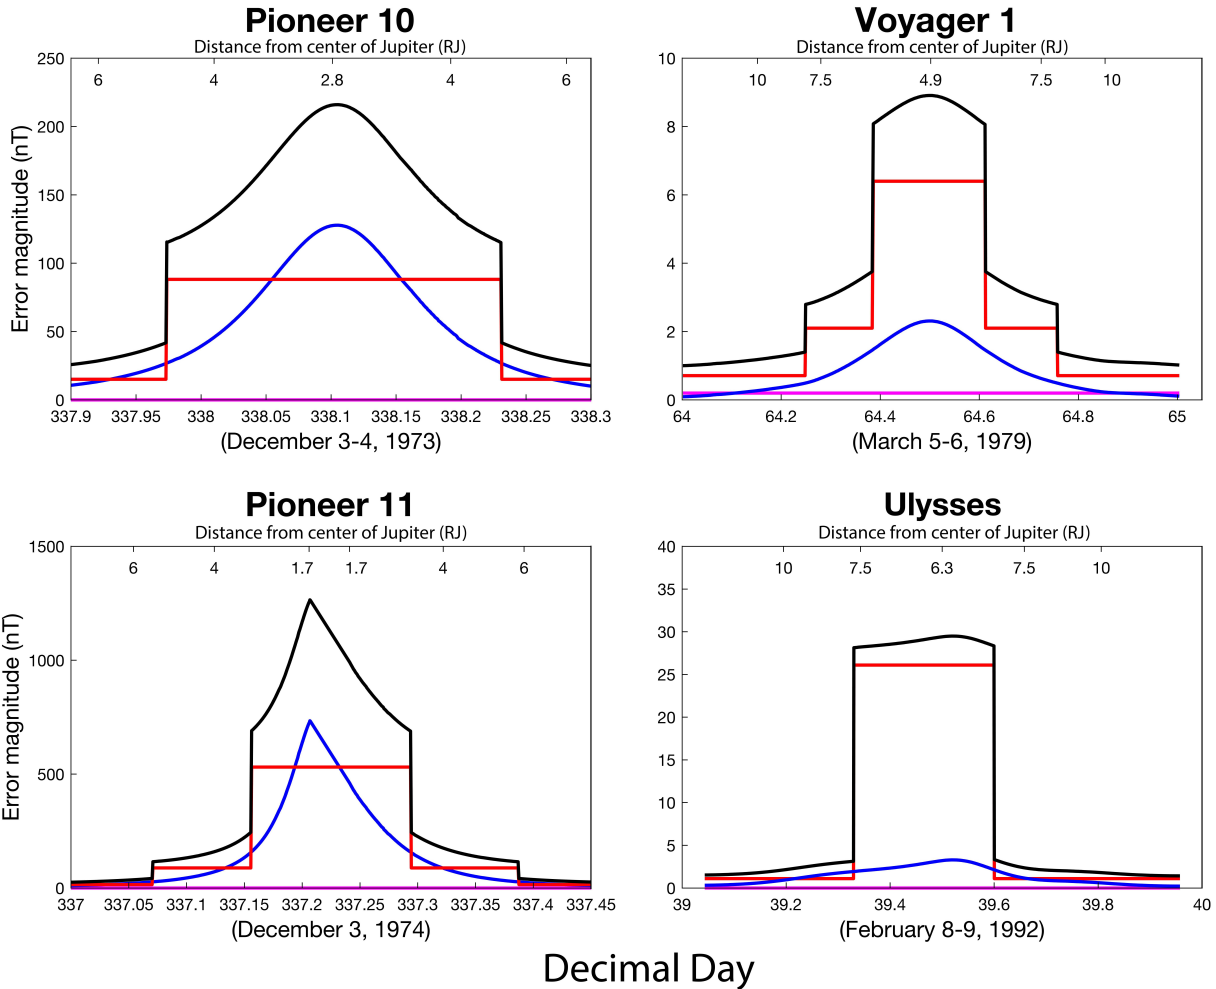 Pioneer 10
Distance from center of Jupiter (RJ)
250
6 4 2.8 4 6
200
150
100
50
0
Error magnitude (nT)
337.9 337.95 338 338.05 338.1 338.15 338.2 338.25 338.3
(December 3-4, 1973)
Voyager 1
Distance from center of Jupiter (RJ)
10
10 7.5 4.9 7.5 10
8
6
4
2
0
64 64.2 64.4 64.6 64.8 65
(March 5-6, 1979)
Pioneer 11
Distance from center of Jupiter (RJ)
1500
6 4 1.7 1.7 4 6
1000
500
0
Error magnitude (nT)
337 337.05 337.1 337.15 337.2 337.25 337.3 337.35 337.4 337.45
(December 3, 1974)
Ulysses
Distance from center of Jupiter (RJ)
40
10 7.5 6.3 7.5 10
35
30
25
20
15
10
5
0
39 39.2 39.4 39.6 39.8 40
(February 8-9, 1992)
Decimal Day